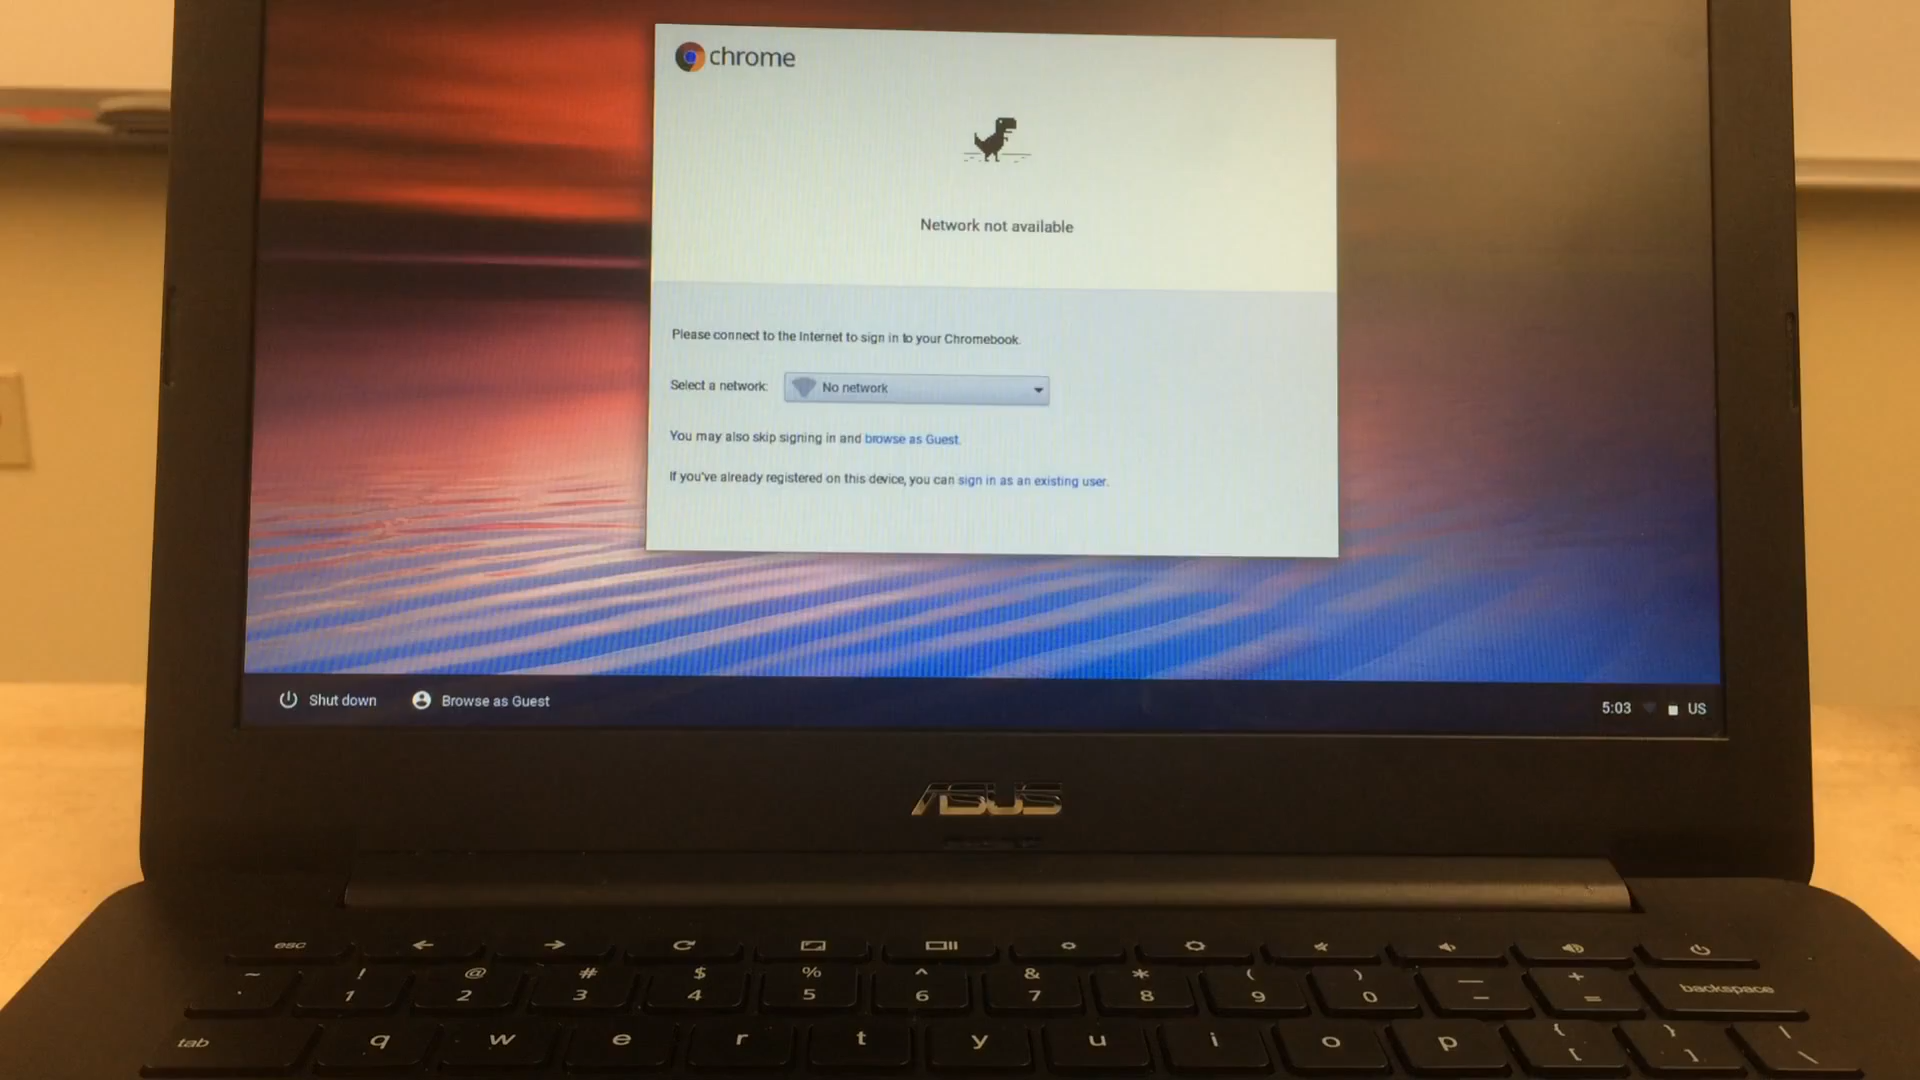 chrome
Network not available
Please connect to the Internet to sign in to your Chromebook.
Select a network: No network
You may also skip signing in and browse as Guest.
If you've already registered on this device, you can sign in as an existing user.
Shut down Browse as Guest 5:03 US
ASUS
esc
~ ! @ # $ % ^ & * ( ) — +
` 1 2 3 4 5 6 7 8 9 0 - = backspace
tab q w e r t y u i o p { [ } ] | \